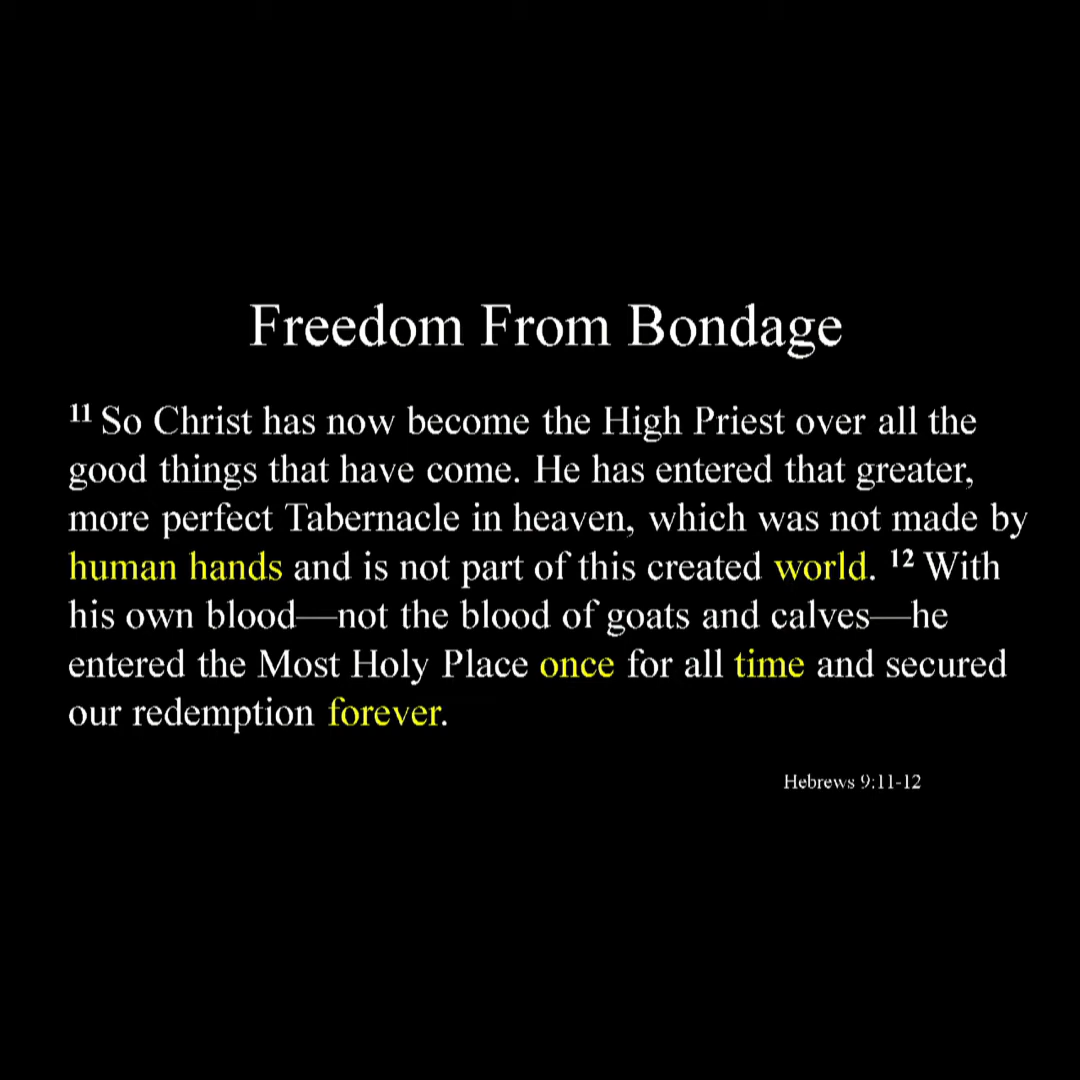 Freedom From Bondage
¹¹ So Christ has now become the High Priest over all the
good things that have come. He has entered that greater,
more perfect Tabernacle in heaven, which was not made by
human hands and is not part of this created world. ¹² With
his own blood—not the blood of goats and calves—he
entered the Most Holy Place once for all time and secured
our redemption forever.
Hebrews 9:11-12